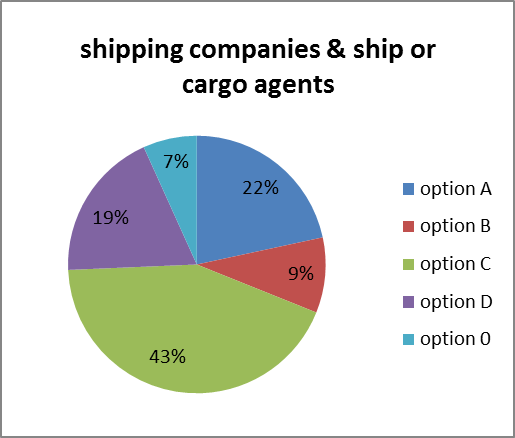 shipping companies & ship or
cargo agents
7%
22%
19%
9%
43%
option A
option B
option C
option D
option 0